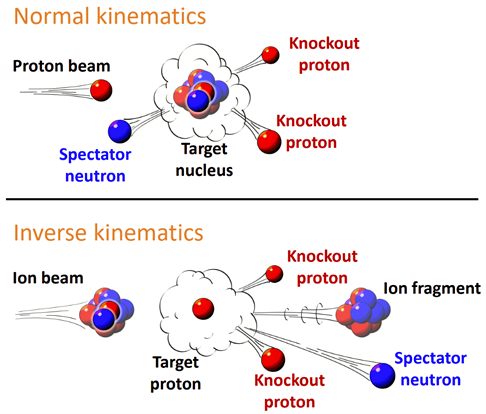 Normal kinematics
Knockout
proton
Proton beam
Knockout
proton
Spectator
neutron
Target
nucleus
Inverse kinematics
Knockout
proton
Ion beam
Ion fragment
Target
proton
Spectator
neutron
Knockout
proton